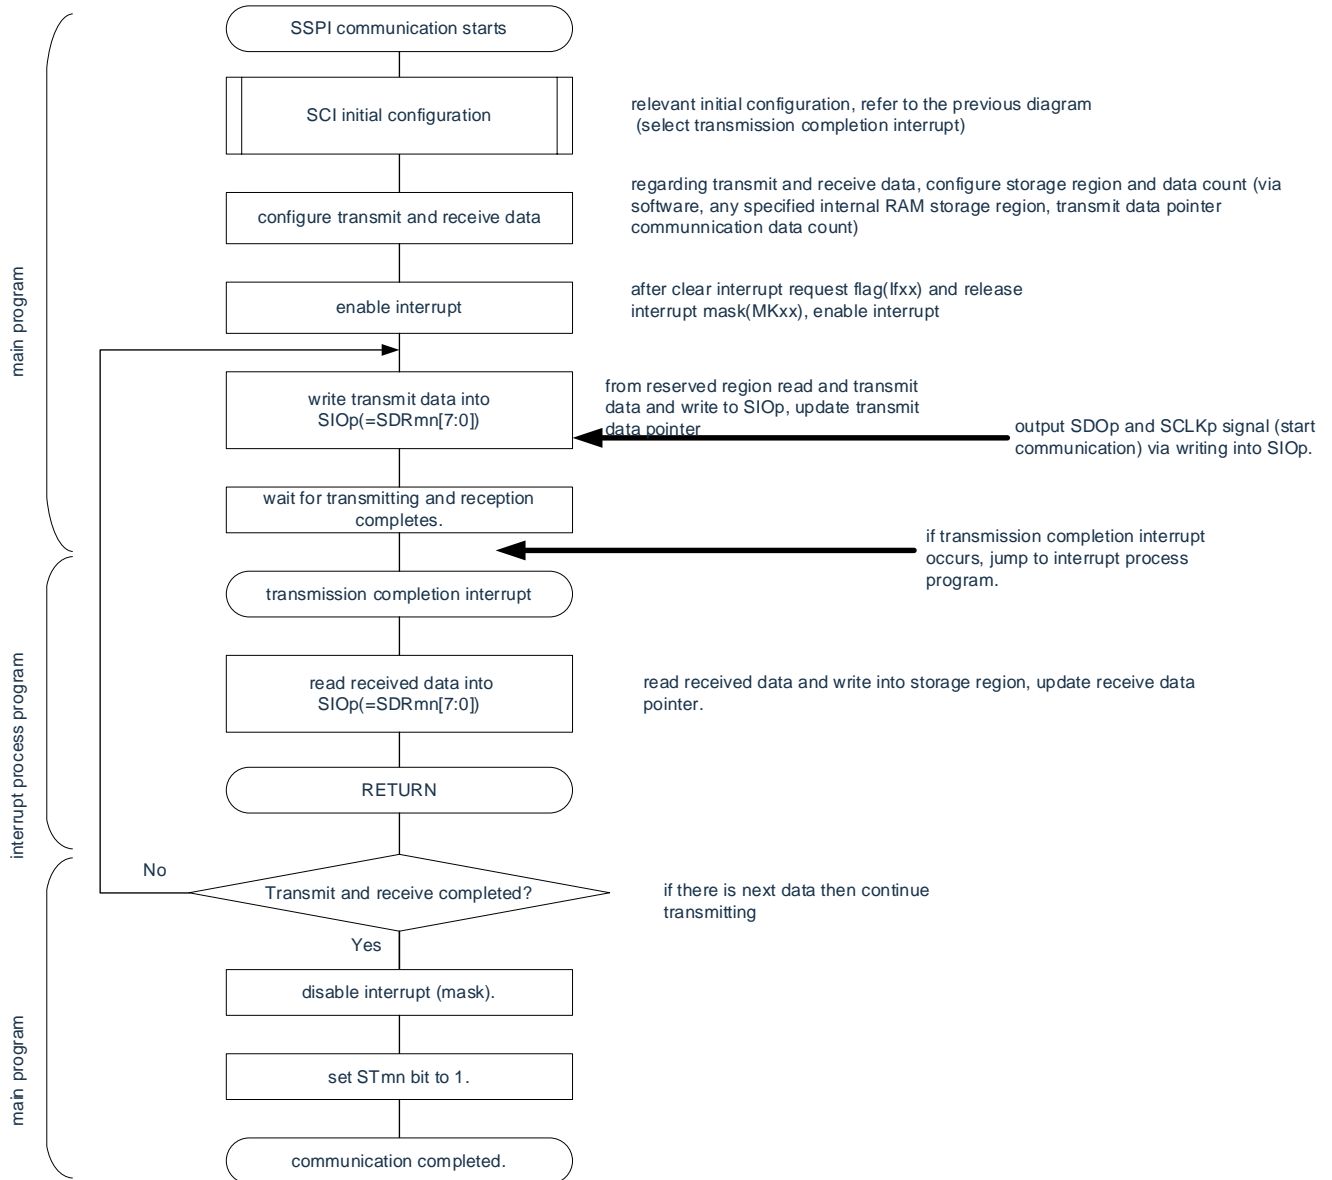 SSPI communication starts
SCI initial configuration
relevant initial configuration, refer to the previous diagram
(select transmission completion interrupt)
configure transmit and receive data
regarding transmit and receive data, configure storage region and data count (via
software, any specified internal RAM storage region, transmit data pointer
communnication data count)
enable interrupt
after clear interrupt request flag(Ifxx) and release
interrupt mask(MKxx), enable interrupt
main program
write transmit data into
SIOp(=SDRmn[7:0])
from reserved region read and transmit
data and write to SIOp, update transmit
data pointer
output SDOp and SCLKp signal (start
communication) via writing into SIOp.
wait for transmitting and reception
completes.
if transmission completion interrupt
occurs, jump to interrupt process
program.
transmission completion interrupt
read received data into
SIOp(=SDRmn[7:0])
read received data and write into storage region, update receive data
pointer.
interrupt process program
RETURN
No
Transmit and receive completed?
if there is next data then continue
transmitting
Yes
disable interrupt (mask).
set STmn bit to 1.
main program
communication completed.